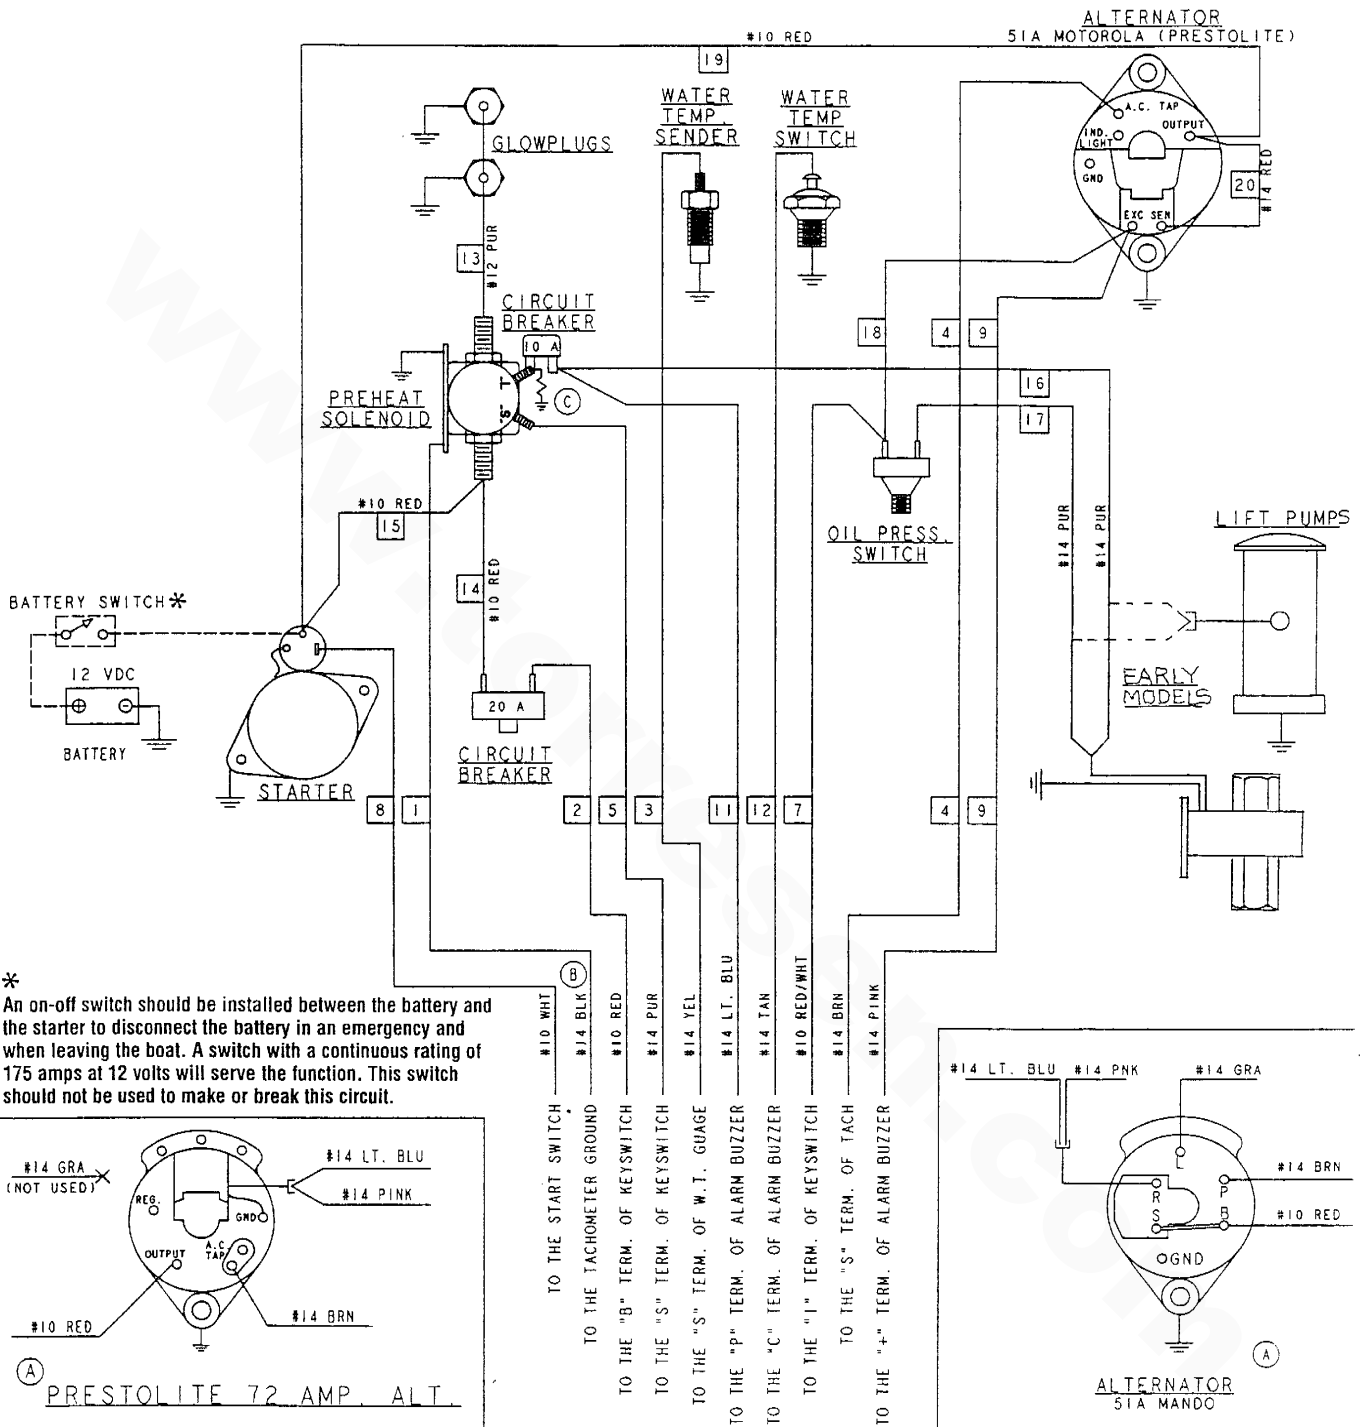 ALTERNATOR
51A MOTOROLA (PRESTOLITE)
#10 RED
19
WATER
TEMP.
SENDER
WATER
TEMP
SWITCH
A.C. TAP
OUTPUT
IND.
LIGHT
GND
EXC SEN
20
#14 RED
GLOWPLUGS
13
#12 PUR
CIRCUIT
BREAKER
10 A
PREHEAT
SOLENOID
I
S
C
18
4
9
16
17
#10 RED
15
14
#10 RED
OIL PRESS.
SWITCH
#14 PUR
#14 PUR
LIFT PUMPS
BATTERY SWITCH*
12 VDC
BATTERY
STARTER
20 A
CIRCUIT
BREAKER
EARLY
MODELS
8
1
2
5
3
11
12
7
4
9
*
An on-off switch should be installed between the battery and
the starter to disconnect the battery in an emergency and
when leaving the boat. A switch with a continuous rating of
175 amps at 12 volts will serve the function. This switch
should not be used to make or break this circuit.
B
#10 WHT
#14 BLK
#10 RED
#14 PUR
#14 YEL
#14 LT. BLU
#14 TAN
#10 RED/WHT
#14 BRN
#14 PINK
TO THE START SWITCH
TO THE TACHOMETER GROUND
TO THE "B" TERM. OF KEYSWITCH
TO THE "S" TERM. OF KEYSWITCH
TO THE "S" TERM. OF W.T. GUAGE
TO THE "P" TERM. OF ALARM BUZZER
TO THE "C" TERM. OF ALARM BUZZER
TO THE "I" TERM. OF KEYSWITCH
TO THE "S" TERM. OF TACH
TO THE "+" TERM. OF ALARM BUZZER
#14 GRA
(NOT USED)
#14 LT. BLU
#14 PINK
REG.
GND
OUTPUT
A.C.
TAP
#14 BRN
#10 RED
A
PRESTOLITE 72 AMP. ALT.
#14 LT. BLU #14 PNK
#14 GRA
L
R
P
S
B
GND
#14 BRN
#10 RED
A
ALTERNATOR
51A MANDO
www.torresen.com